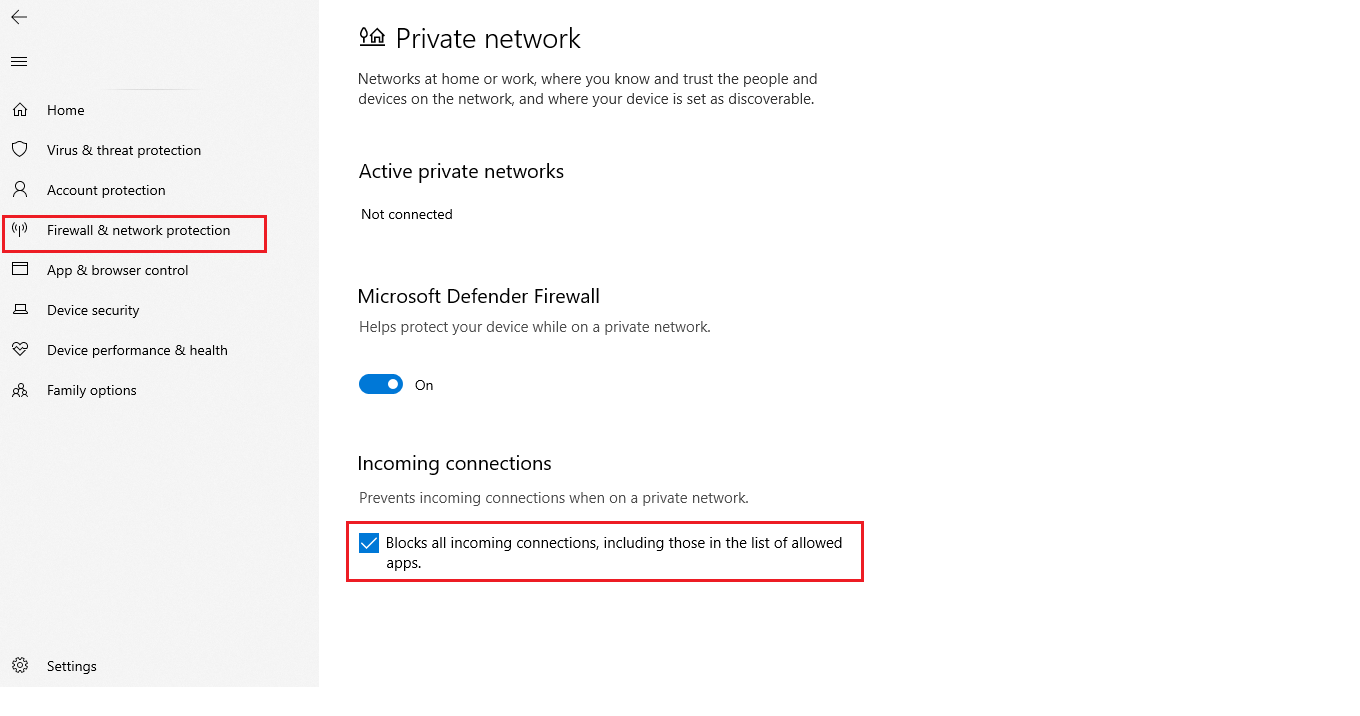 Home
Virus & threat protection
Account protection
Firewall & network protection
App & browser control
Device security
Device performance & health
Family options
Settings
Private network
Networks at home or work, where you know and trust the people and
devices on the network, and where your device is set as discoverable.
Active private networks
Not connected
Microsoft Defender Firewall
Helps protect your device while on a private network.
On
Incoming connections
Prevents incoming connections when on a private network.
Blocks all incoming connections, including those in the list of allowed
apps.